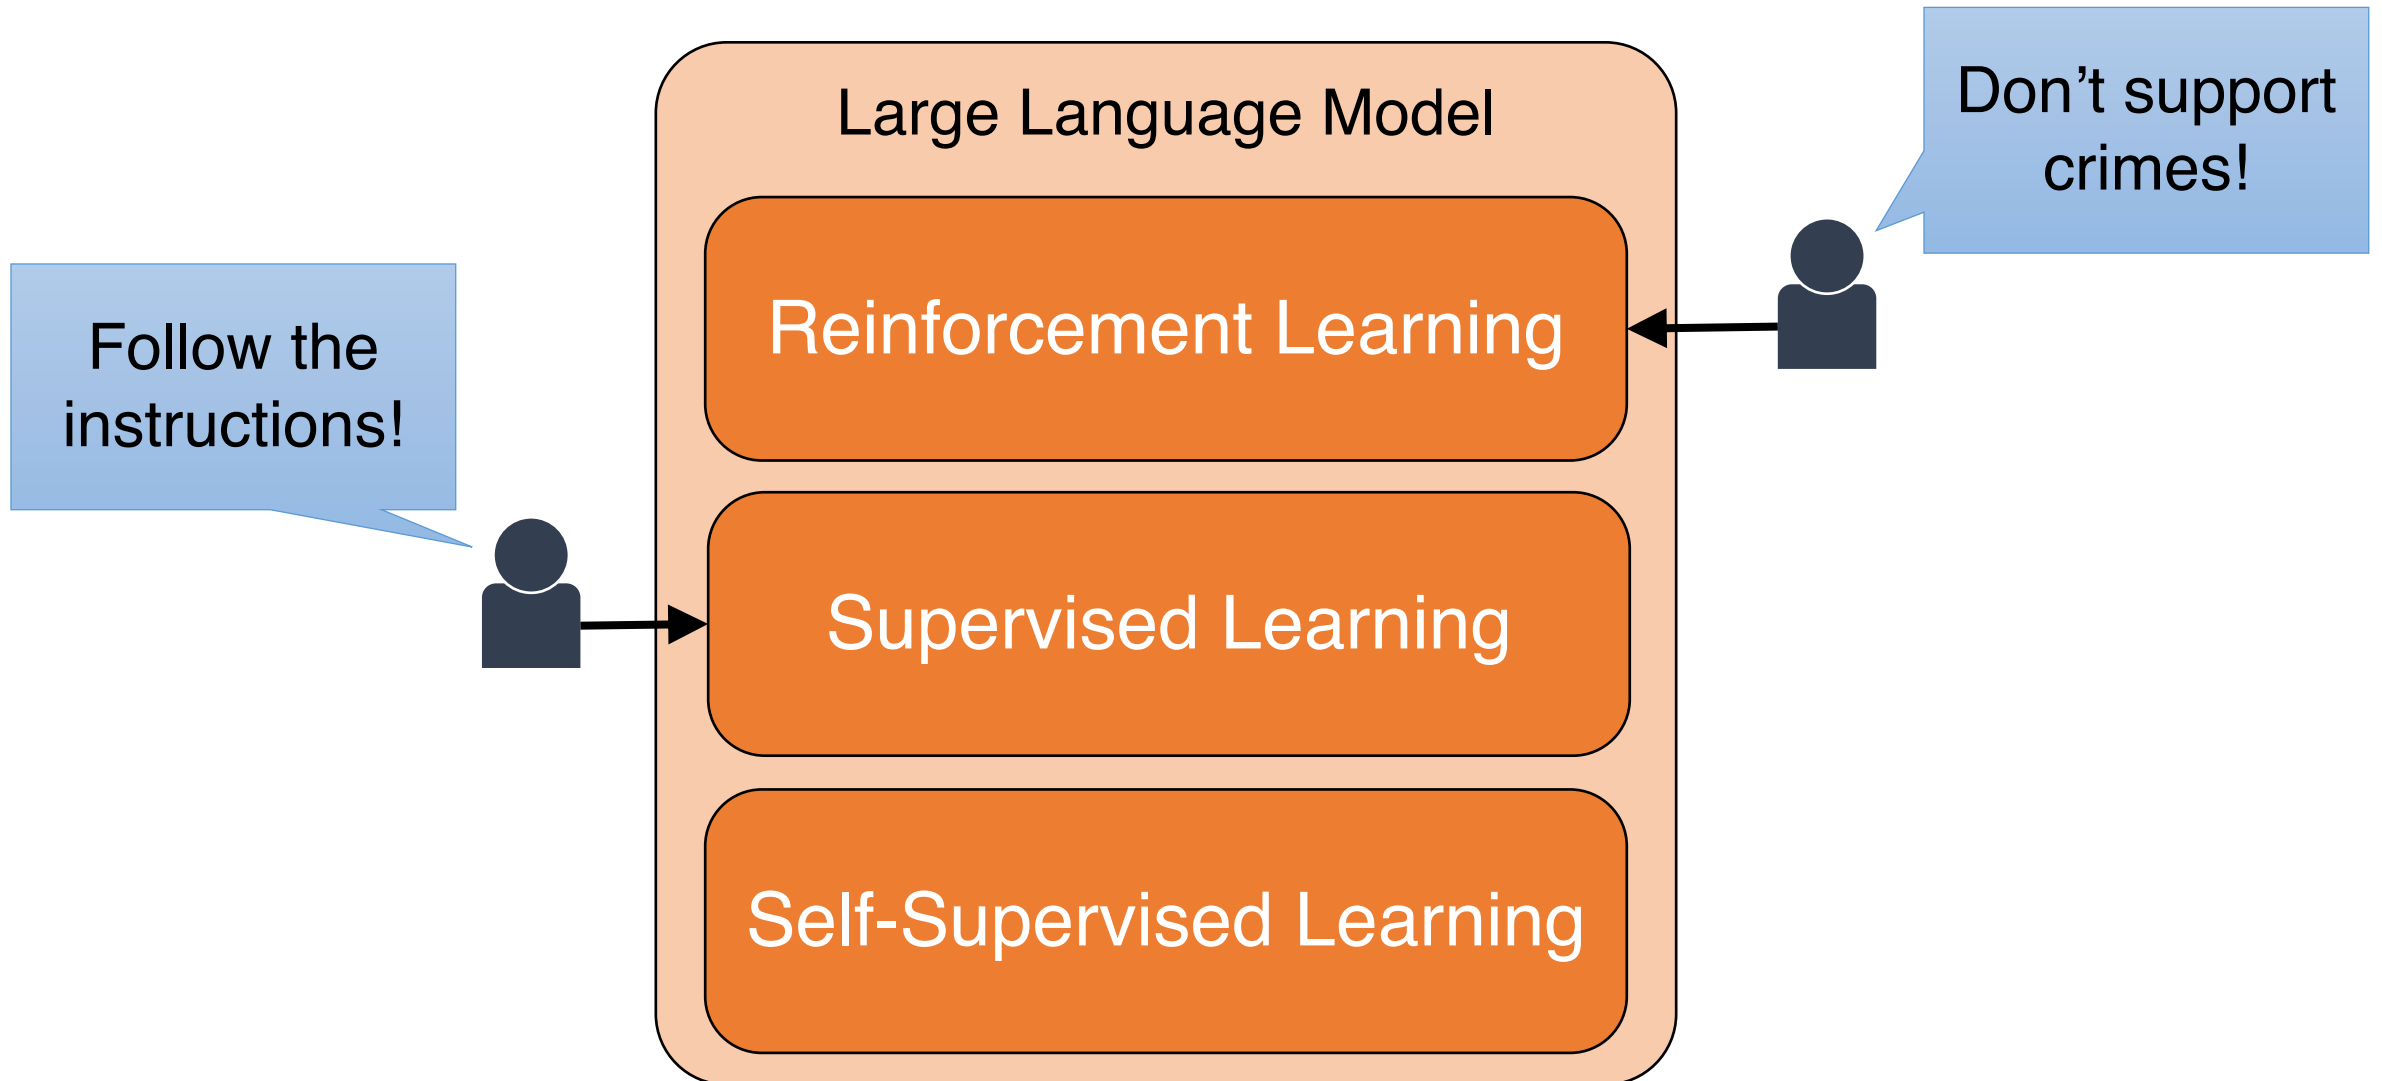 Large Language Model
Don’t support
crimes!
Reinforcement Learning
Follow the
instructions!
Supervised Learning
Self-Supervised Learning